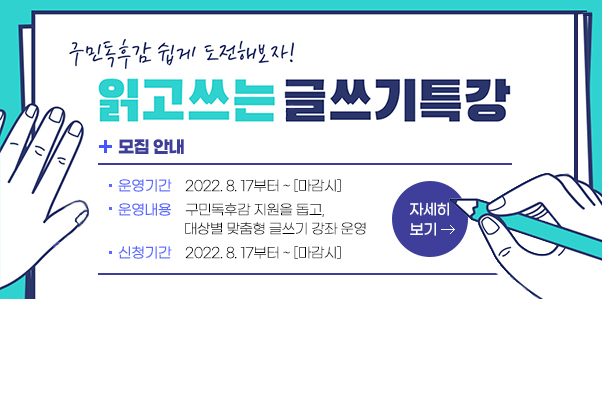 구민독후감 쉽게 도전해보자!
읽고쓰는 글쓰기특강
+ 모집 안내
· 운영기간 2022. 8. 17부터 ~ [마감시]
· 운영내용 구민독후감 지원을 돕고,
대상별 맞춤형 글쓰기 강좌 운영
· 신청기간 2022. 8. 17부터 ~ [마감시]
자세히
보기 →